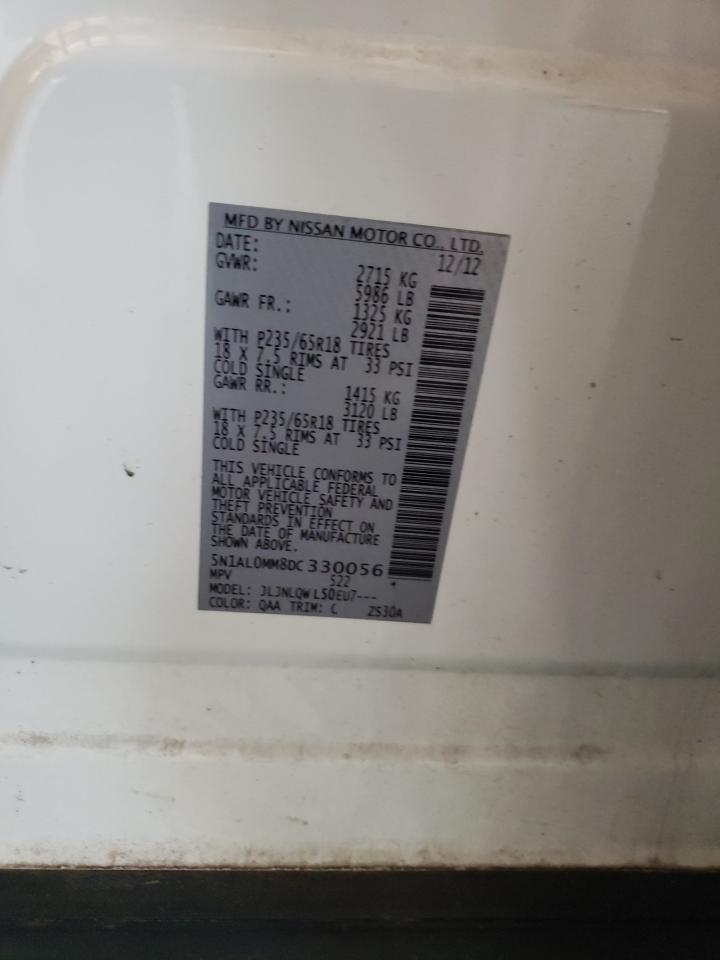 MFD BY NISSAN MOTOR CO., LTD.
DATE: 12/12
GVWR: 2715 KG
5986 LB
GAWR FR.: 1325 KG
2921 LB
WITH P235/65R18 TIRES
18 X 7.5 RIMS AT 33 PSI
COLD SINGLE
GAWR RR.: 1415 KG
3120 LB
WITH P235/65R18 TIRES
18 X 7.5 RIMS AT 33 PSI
COLD SINGLE
THIS VEHICLE CONFORMS TO
ALL APPLICABLE FEDERAL
MOTOR VEHICLE SAFETY AND
THEFT PREVENTION
STANDARDS IN EFFECT ON
THE DATE OF MANUFACTURE
SHOWN ABOVE.
5N1AL0MM8DC330056
MPV 522
MODEL: JLJNLQWL50EU7---
COLOR: QAA TRIM: C ZS30A